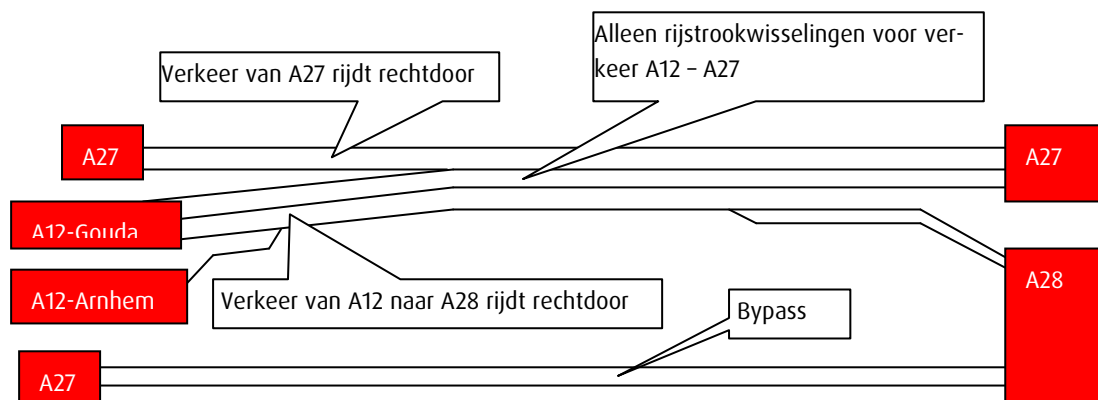 Alleen rijstrookwisselingen voor ver-
keer A12 – A27
Verkeer van A27 rijdt rechtdoor
A27
A27
A12-Gouda
A12-Arnhem
Verkeer van A12 naar A28 rijdt rechtdoor
A28
Bypass
A27